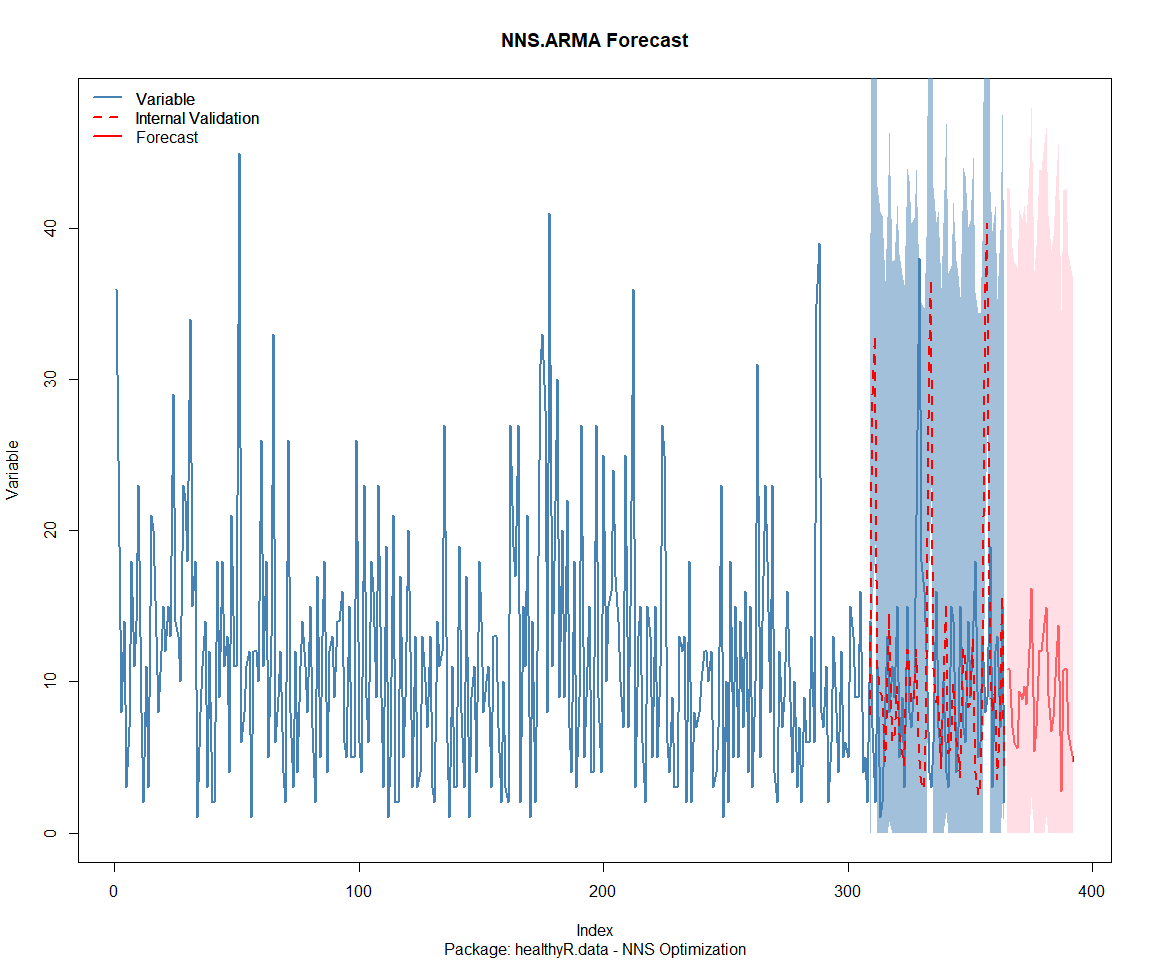 NNS.ARMA Forecast
Variable
Internal Validation
Forecast
Variable
40
30
20
10
0
0 100 200 300 400
Index
Package: healthyR.data - NNS Optimization